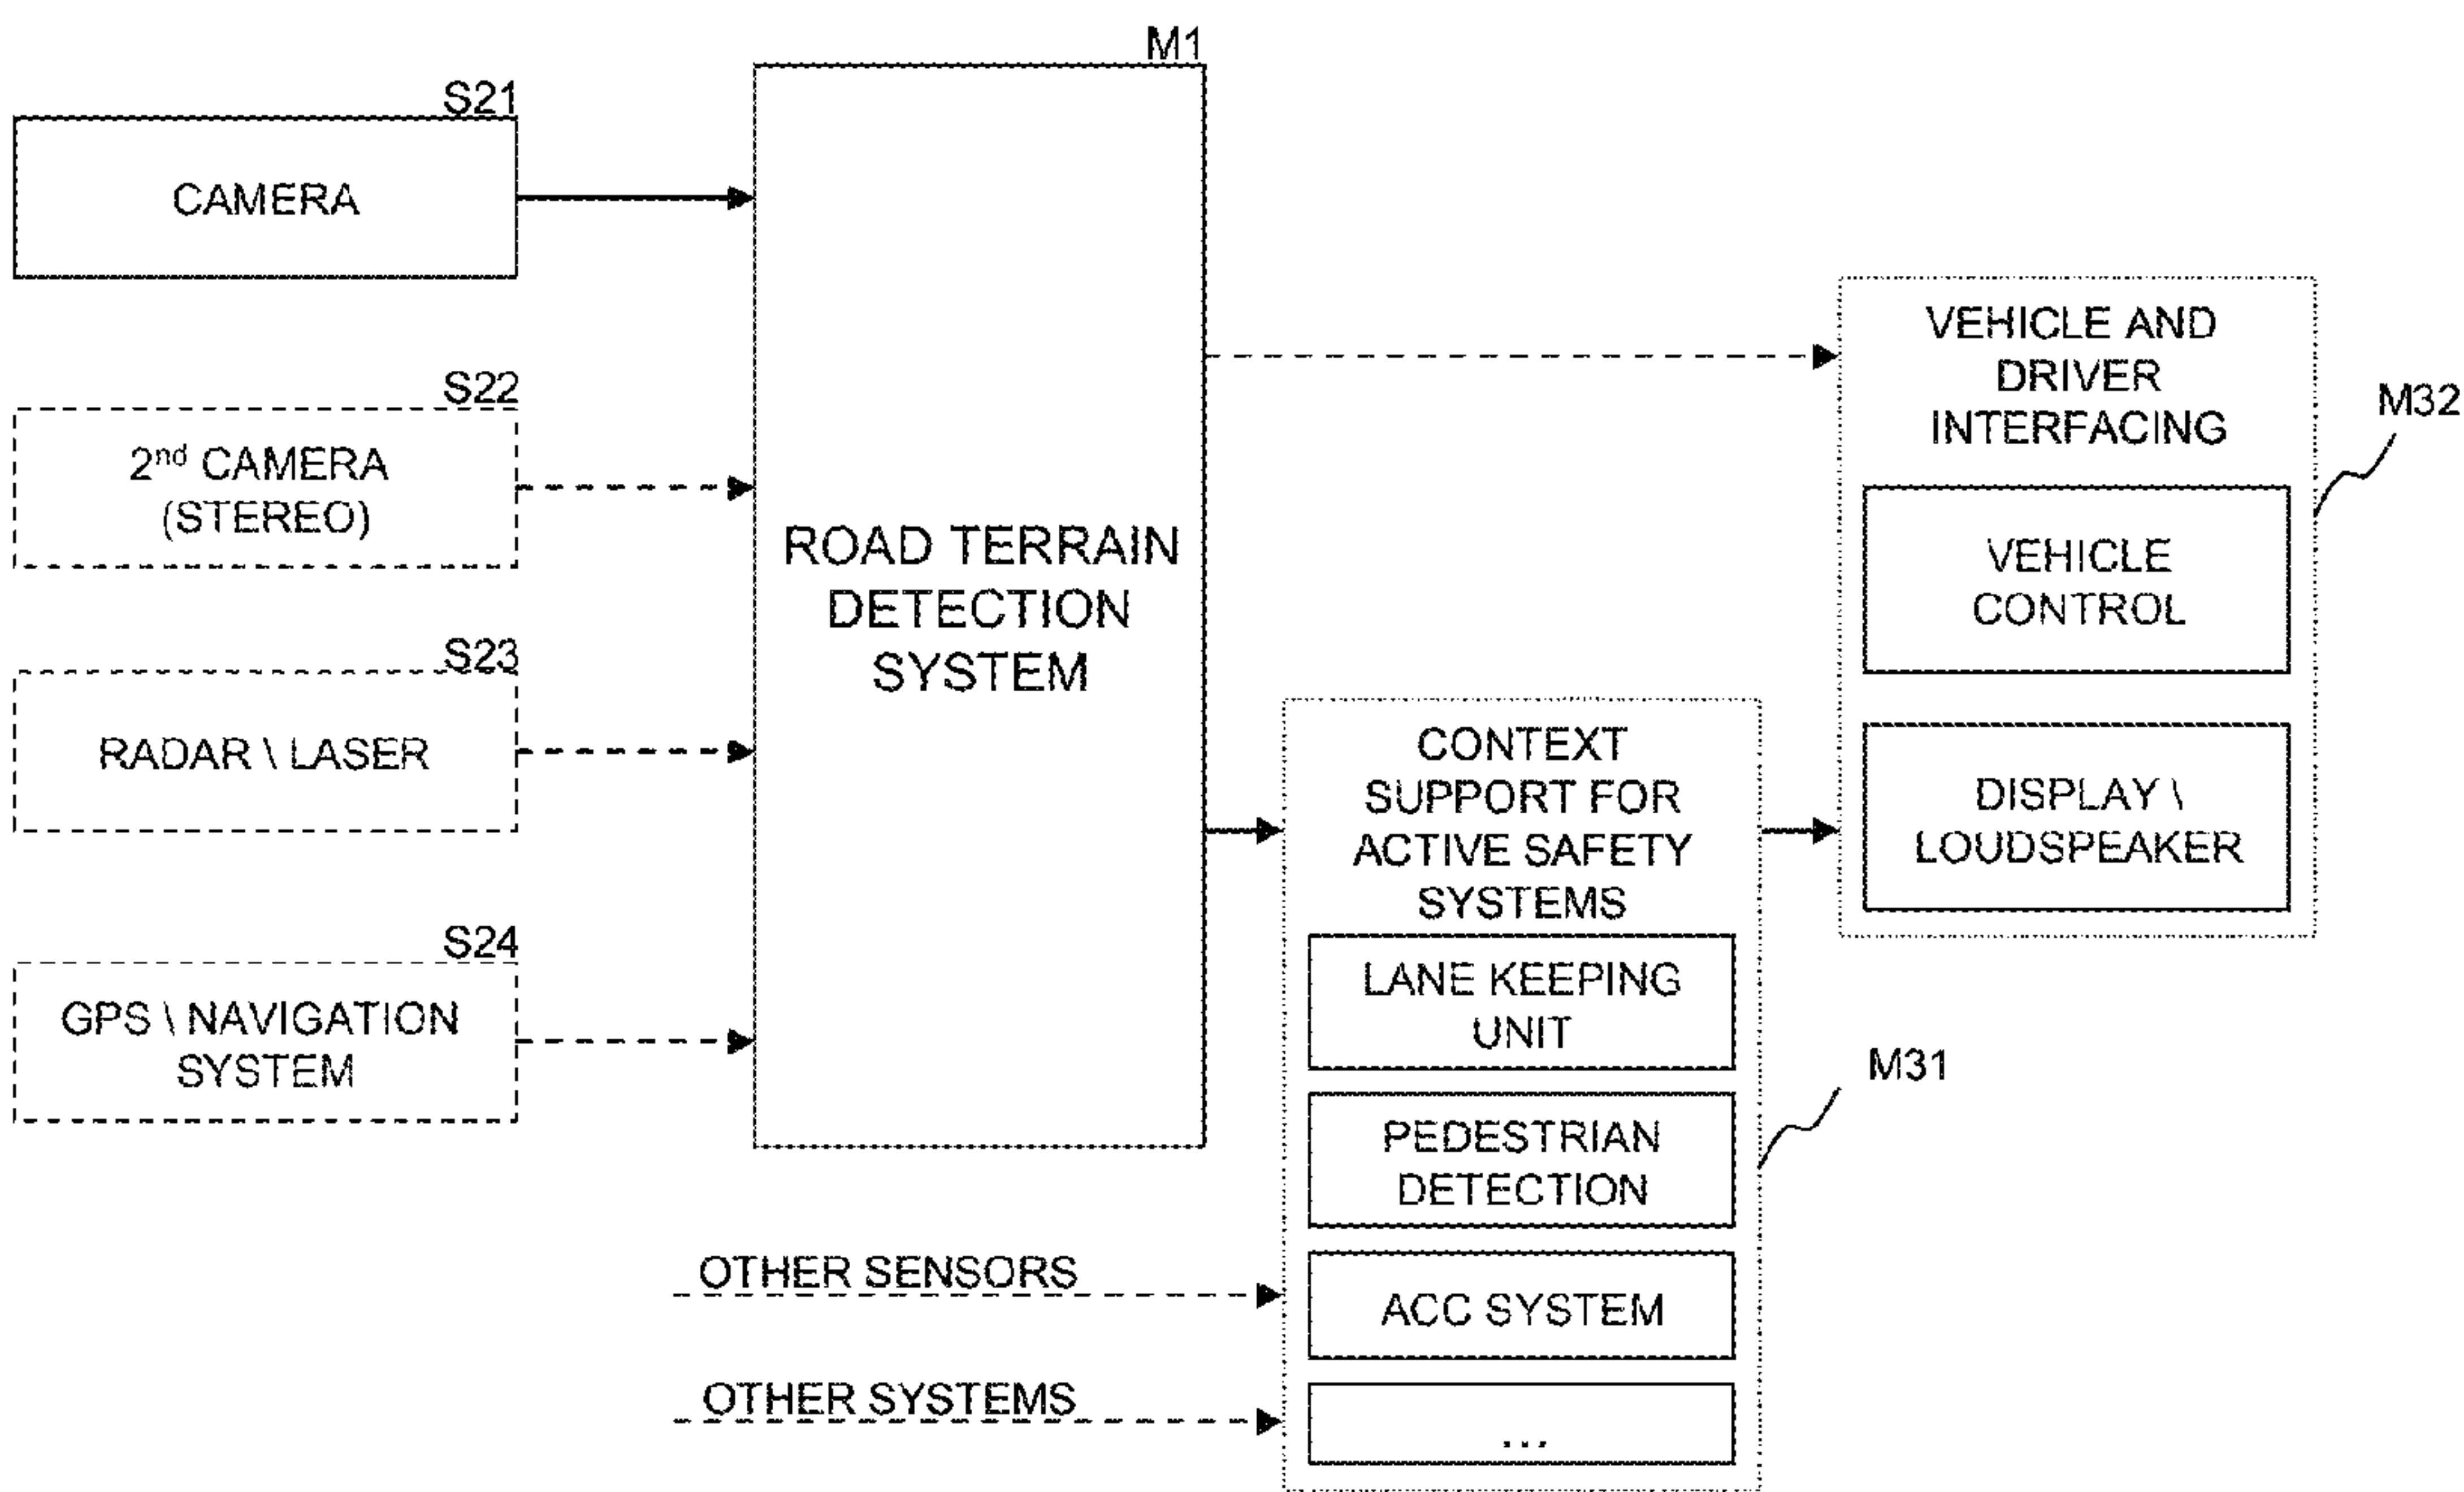 M1
S21
CAMERA
S22
2nd CAMERA
(STEREO)
S23
RADAR \ LASER
S24
GPS \ NAVIGATION
SYSTEM
ROAD TERRAIN
DETECTION
SYSTEM
VEHICLE AND
DRIVER
INTERFACING
M32
VEHICLE
CONTROL
DISPLAY \
LOUDSPEAKER
CONTEXT
SUPPORT FOR
ACTIVE SAFETY
SYSTEMS
LANE KEEPING
UNIT
M31
PEDESTRIAN
DETECTION
OTHER SENSORS
ACC SYSTEM
OTHER SYSTEMS
...